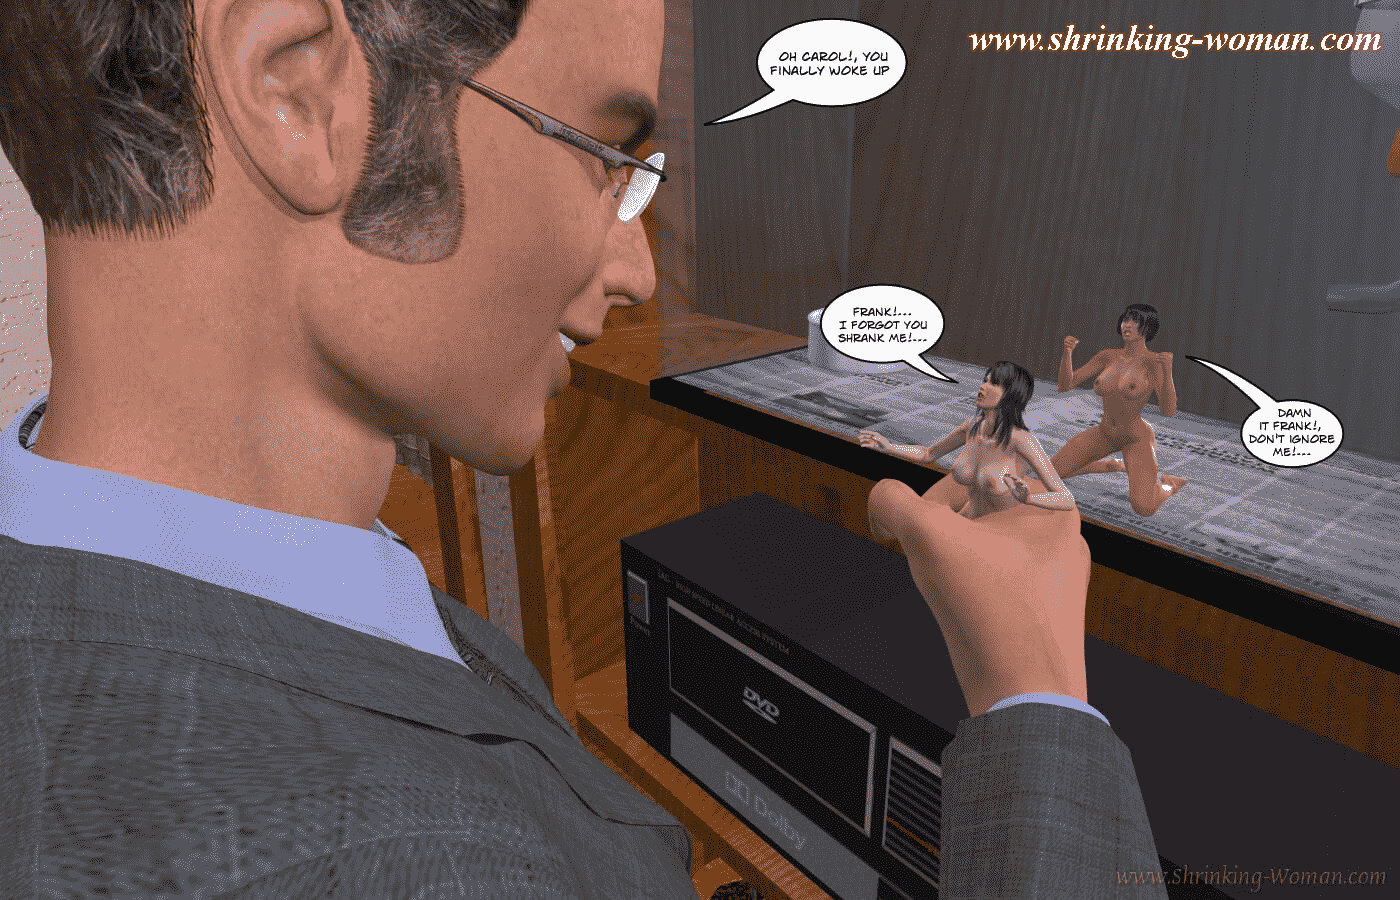 www.shrinking-woman.com
OH CAROL!, YOU
FINALLY WOKE UP
FRANK!...
I FORGOT YOU
SHRANK ME!...
DAMN
IT FRANK!,
DON'T IGNORE
ME!...
DVD
Dolby
www.Shrinking-Woman.com